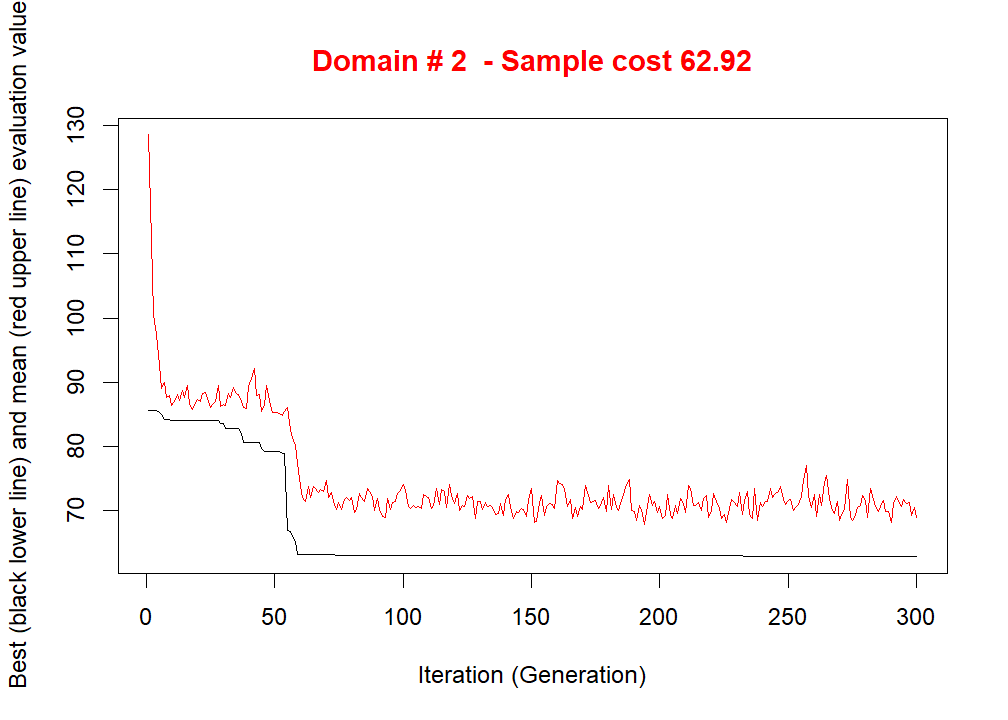 Domain # 2  - Sample cost 62.92
Best (black lower line) and mean (red upper line) evaluation value
130
120
110
100
90
80
70
0 50 100 150 200 250 300
Iteration (Generation)